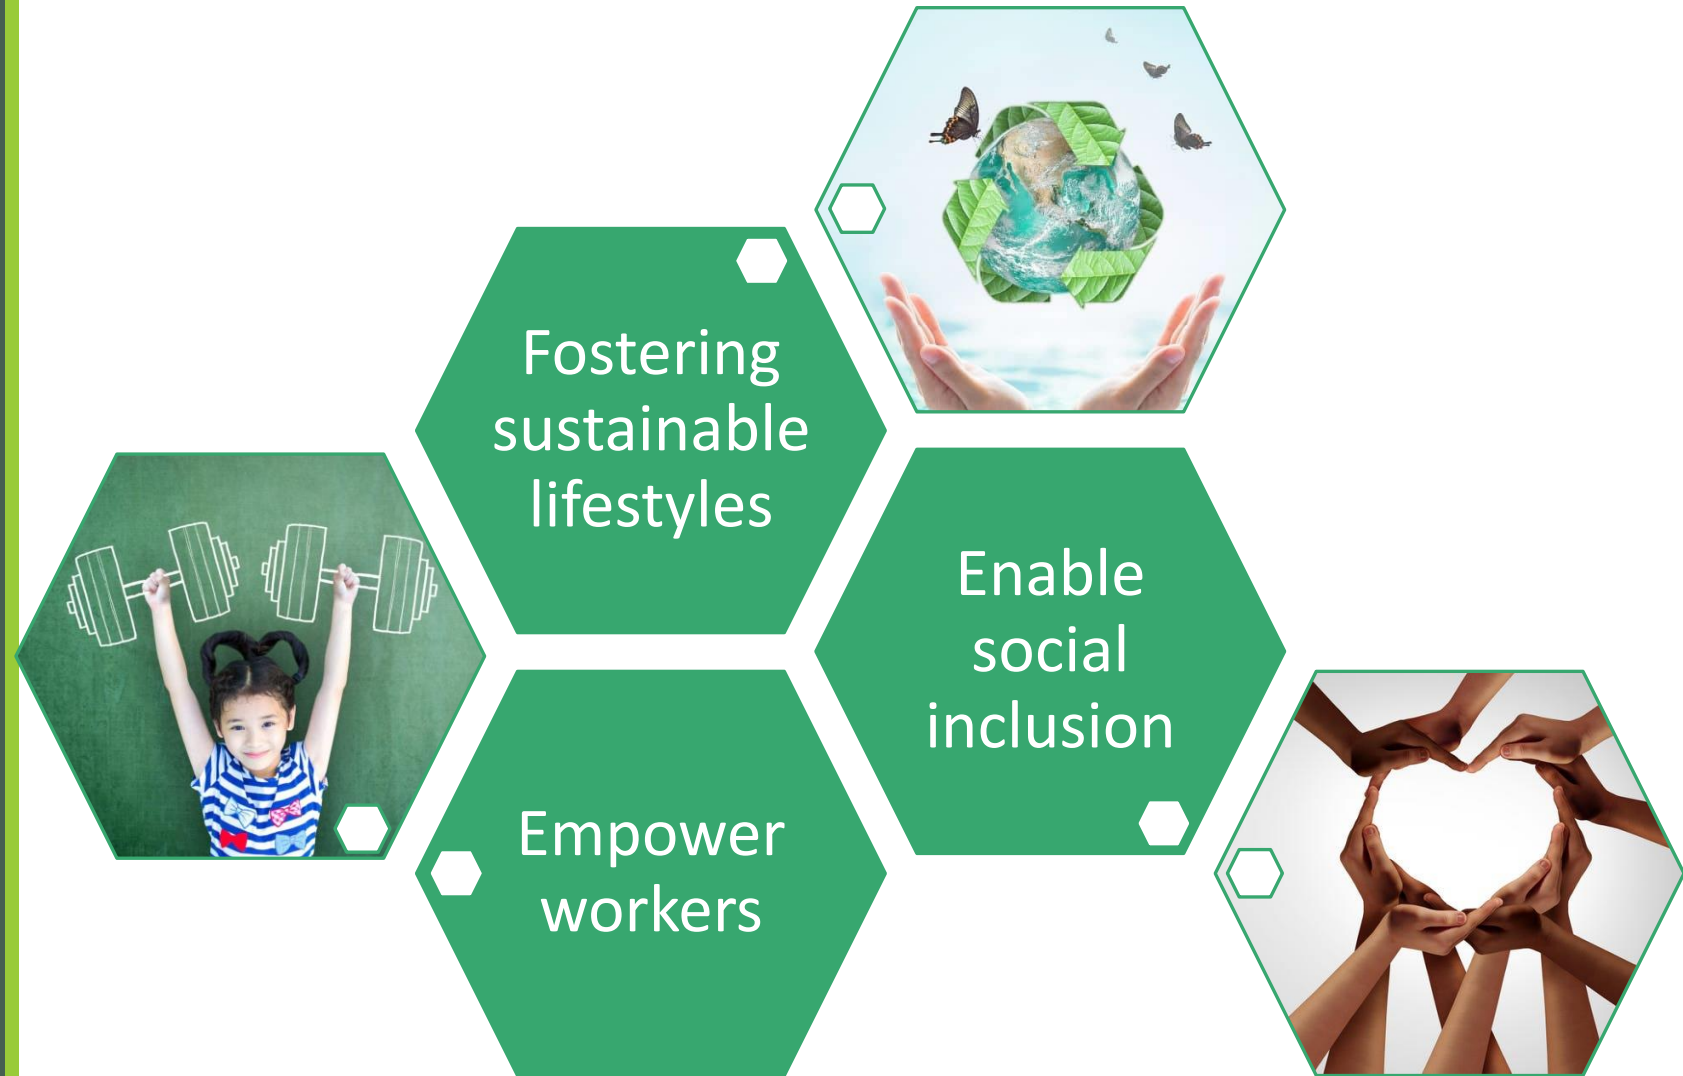 Fostering
sustainable
lifestyles
Enable
social
inclusion
Empower
workers